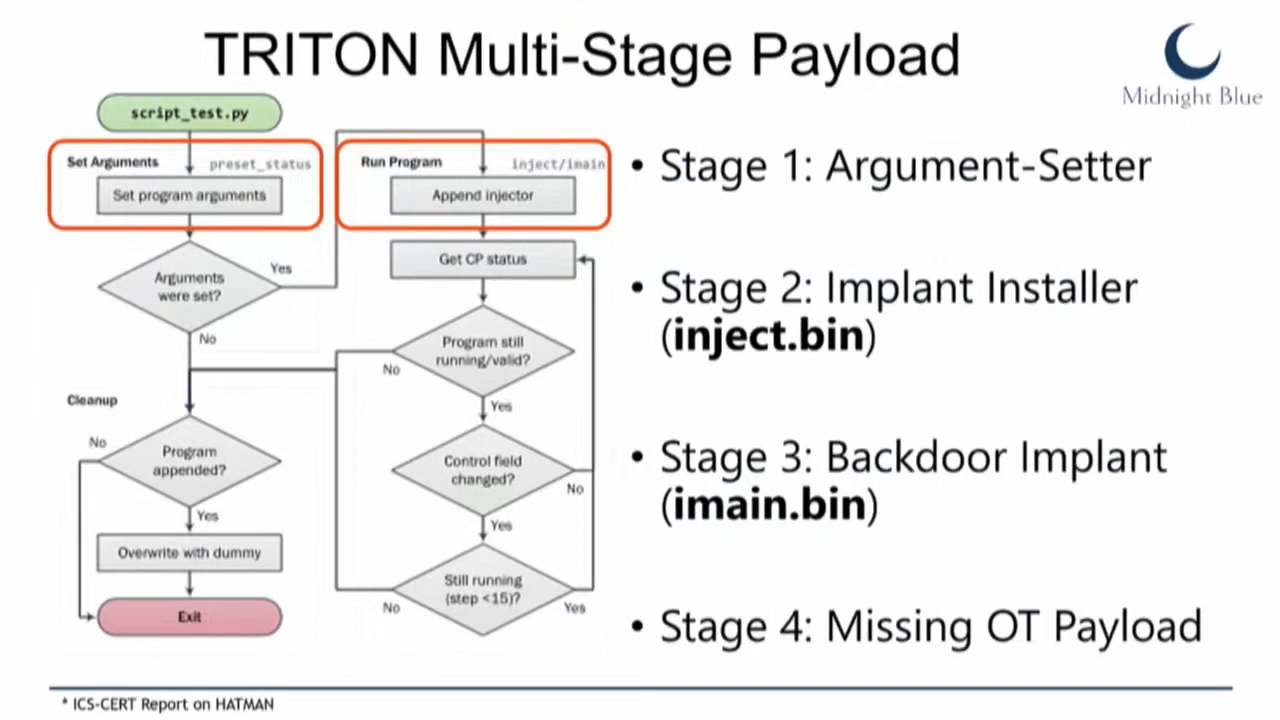 TRITON Multi-Stage Payload
Midnight Blue
script_test.py
Set Arguments
preset_status
Set program arguments
Arguments
were set?
Yes
No
Run Program
inject/imain
Append injector
Get CP status
Program still
running/valid?
No
Yes
Control field
changed?
No
Yes
Still running
(step <15)?
No
Yes
Cleanup
No
Program
appended?
Yes
Overwrite with dummy
Exit
• Stage 1: Argument-Setter
• Stage 2: Implant Installer
(inject.bin)
• Stage 3: Backdoor Implant
(imain.bin)
• Stage 4: Missing OT Payload
* ICS-CERT Report on HATMAN